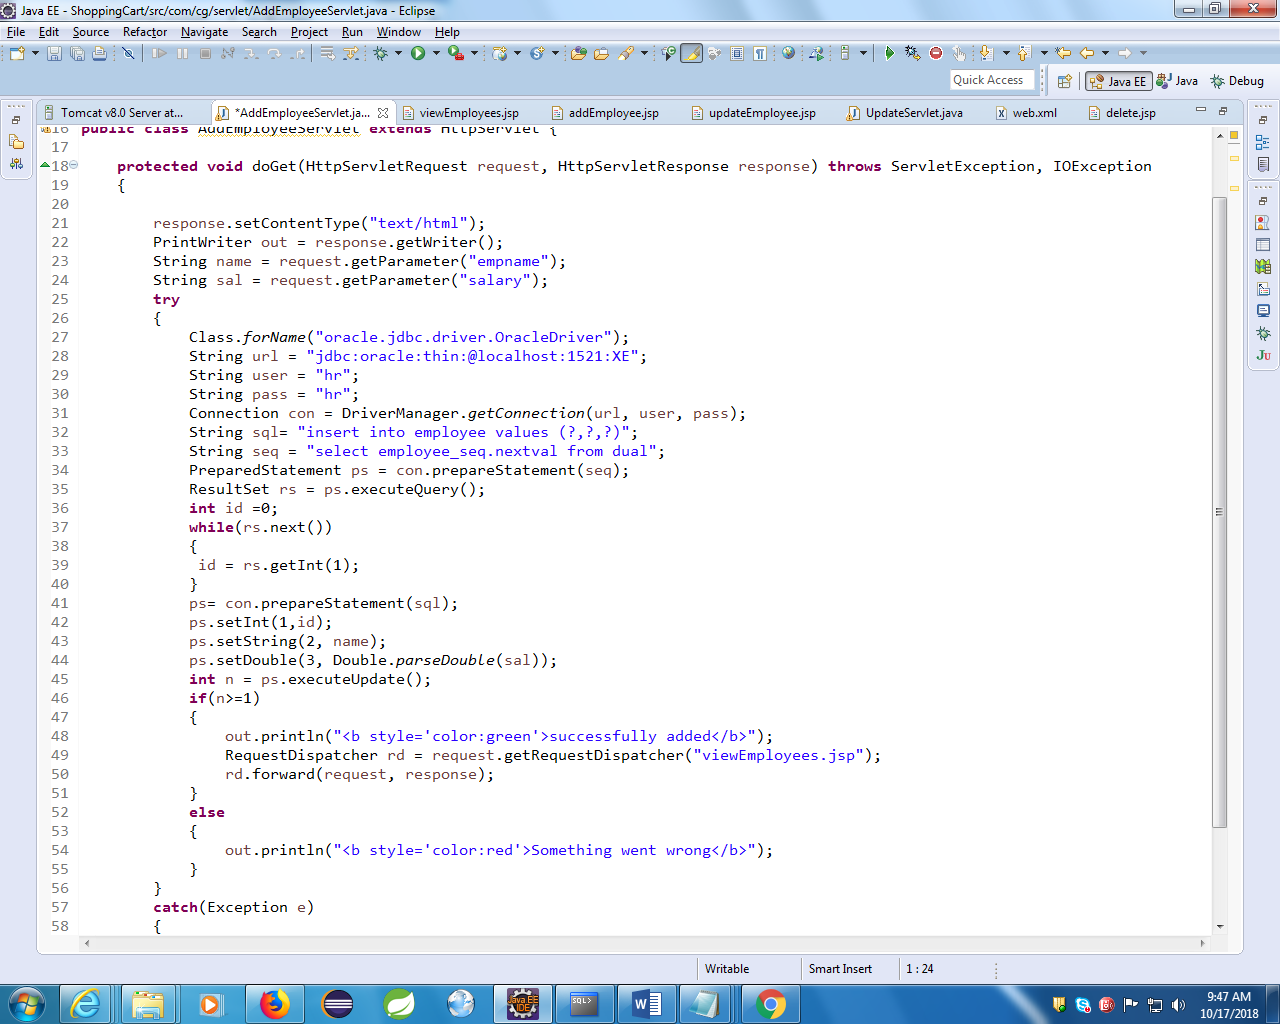 Java EE - ShoppingCart/src/com/cg/servlet/AddEmployeeServlet.java - Eclipse
File Edit Source Refactor Navigate Search Project Run Window Help
Quick Access Java EE Java Debug
Tomcat v8.0 Server at... *AddEmployeeServlet.ja... viewEmployees.jsp addEmployee.jsp updateEmployee.jsp UpdateServlet.java web.xml delete.jsp
16 public class AddEmployeeServlet extends HttpServlet {
17
18 protected void doGet(HttpServletRequest request, HttpServletResponse response) throws ServletException, IOException
19 {
20
21 response.setContentType("text/html");
22 PrintWriter out = response.getWriter();
23 String name = request.getParameter("empname");
24 String sal = request.getParameter("salary");
25 try
26 {
27 Class.forName("oracle.jdbc.driver.OracleDriver");
28 String url = "jdbc:oracle:thin:@localhost:1521:XE";
29 String user = "hr";
30 String pass = "hr";
31 Connection con = DriverManager.getConnection(url, user, pass);
32 String sql= "insert into employee values (?,?,?)";
33 String seq = "select employee_seq.nextval from dual";
34 PreparedStatement ps = con.prepareStatement(seq);
35 ResultSet rs = ps.executeQuery();
36 int id =0;
37 while(rs.next())
38 {
39 id = rs.getInt(1);
40 }
41 ps= con.prepareStatement(sql);
42 ps.setInt(1,id);
43 ps.setString(2, name);
44 ps.setDouble(3, Double.parseDouble(sal));
45 int n = ps.executeUpdate();
46 if(n>=1)
47 {
48 out.println("<b style='color:green'>successfully added</b>");
49 RequestDispatcher rd = request.getRequestDispatcher("viewEmployees.jsp");
50 rd.forward(request, response);
51 }
52 else
53 {
54 out.println("<b style='color:red'>Something went wrong</b>");
55 }
56 }
57 catch(Exception e)
58 {
Writable Smart Insert 1 : 24
Java EE
IDE
SQL>
9:47 AM
10/17/2018